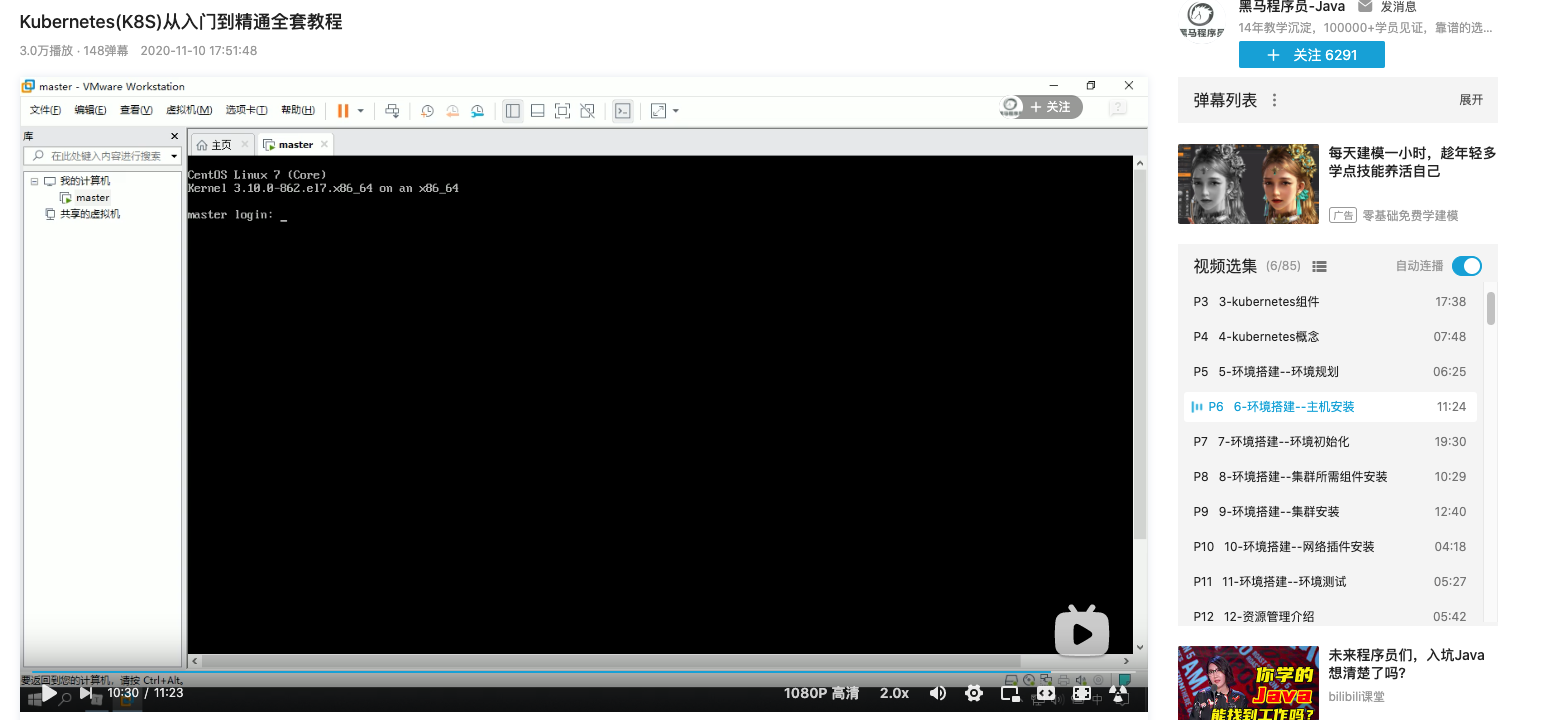 Kubernetes(K8S)从入门到精通全套教程
3.0万播放 · 148弹幕 2020-11-10 17:51:48
master - VMware Workstation
文件(F) 编辑(E) 查看(V) 虚拟机(M) 选项卡(T) 帮助(H)
+ 关注
库
在此处键入内容进行搜索
我的计算机
master
共享的虚拟机
主页 master
CentOS Linux 7 (Core)
Kernel 3.10.0-862.el7.x86_64 on an x86_64
master login: _
要返回到您的计算机，请按 Ctrl+Alt。
10:30 / 11:23
1080P 高清 2.0x
中
黑马程序员
黑马程序员-Java 发消息
14年教学沉淀，100000+学员见证，靠谱的选...
+ 关注 6291
弹幕列表 展开
每天建模一小时，趁年轻多
学点技能养活自己
广告 零基础免费学建模
视频选集 (6/85) 自动连播
P3 3-kubernetes组件 17:38
P4 4-kubernetes概念 07:48
P5 5-环境搭建--环境规划 06:25
P6 6-环境搭建--主机安装 11:24
P7 7-环境搭建--环境初始化 19:30
P8 8-环境搭建--集群所需组件安装 10:29
P9 9-环境搭建--集群安装 12:40
P10 10-环境搭建--网络插件安装 04:18
P11 11-环境搭建--环境测试 05:27
P12 12-资源管理介绍 05:42
你学的
Java
能找到工作吗?
未来程序员们，入坑Java
想清楚了吗?
bilibili课堂